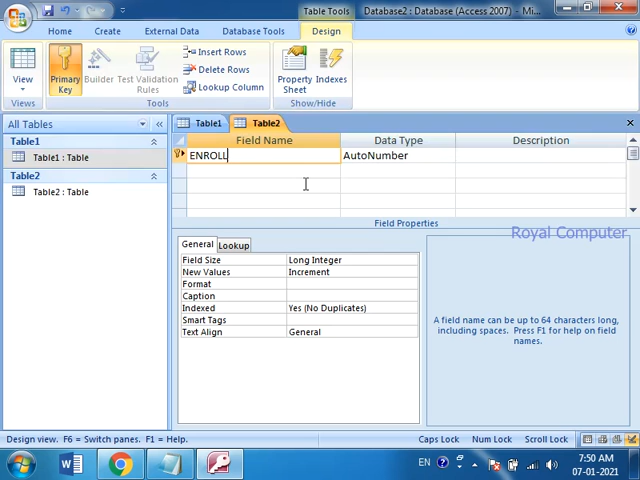 Table Tools
Database2 : Database (Access 2007) - Mi...
Home
Create
External Data
Database Tools
Design
View
Primary Key
Builder
Test Validation Rules
Insert Rows
Delete Rows
Lookup Column
Property Sheet
Indexes
Views
Tools
Show/Hide
All Tables
Table1
Table1 : Table
Table2
Table2 : Table
Table1
Table2
Field Name
Data Type
Description
ENROLL
AutoNumber
Field Properties
Royal Computer
General
Lookup
Field Size
Long Integer
New Values
Increment
Format
Caption
Indexed
Yes (No Duplicates)
Smart Tags
Text Align
General
A field name can be up to 64 characters long,
including spaces. Press F1 for help on field
names.
Design view. F6 = Switch panes. F1 = Help.
Caps Lock
Num Lock
Scroll Lock
EN
7:50 AM
07-01-2021